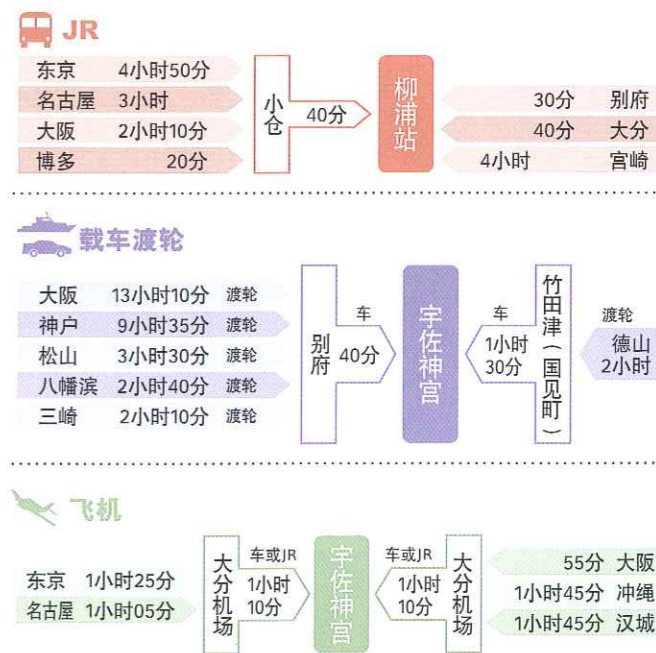 JR
东京 4小时50分
名古屋 3小时
大阪 2小时10分
博多 20分
小仓
40分
柳浦站
30分 别府
40分 大分
4小时 宫崎
载车渡轮
大阪 13小时10分 渡轮
神户 9小时35分 渡轮
松山 3小时30分 渡轮
八幡滨 2小时40分 渡轮
三崎 2小时10分 渡轮
别府
车
40分
宇佐神宫
车
1小时
30分
竹田津（国见町）
渡轮
德山
2小时
飞机
东京 1小时25分
名古屋 1小时05分
大分机场
车或JR
1小时
10分
宇佐神宫
车或JR
1小时
10分
大分机场
55分 大阪
1小时45分 冲绳
1小时45分 汉城